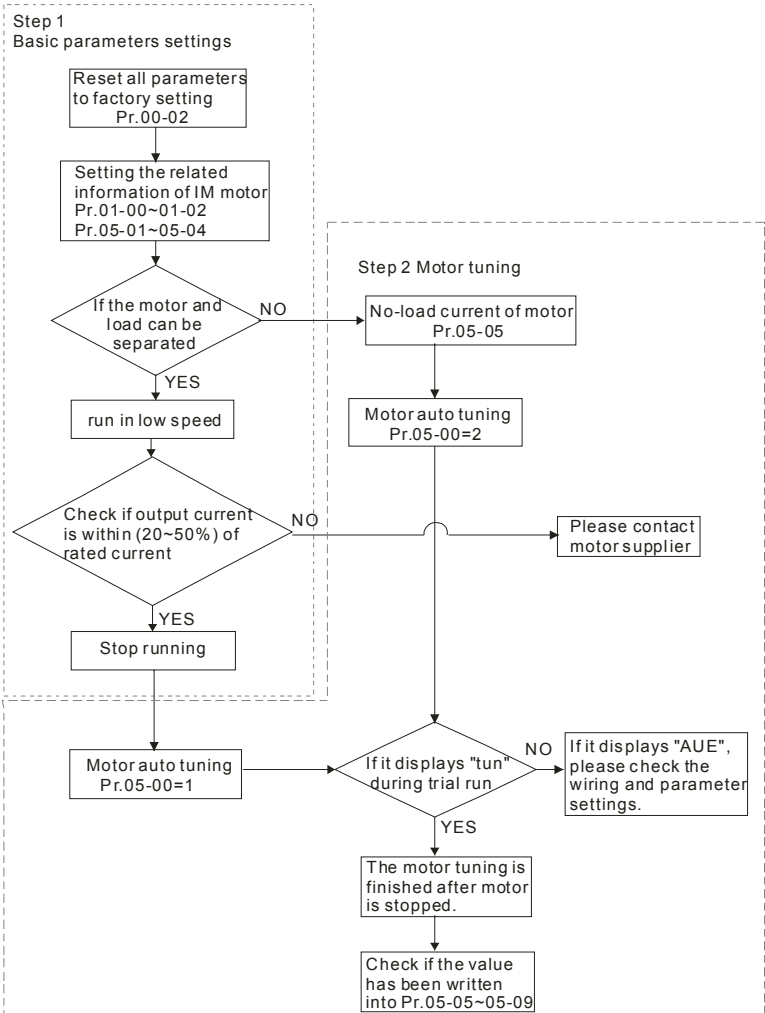 Step 1
Basic parameters settings
Reset all parameters
to factory setting
Pr.00-02
Setting the related
information of IM motor
Pr.01-00~01-02
Pr.05-01~05-04
If the motor and
load can be
separated
NO
YES
run in low speed
Check if output current
is within (20~50%) of
rated current
NO
YES
Stop running
Step 2 Motor tuning
No-load current of motor
Pr.05-05
Motor auto tuning
Pr.05-00=2
Please contact
motor supplier
Motor auto tuning
Pr.05-00=1
If it displays "tun"
during trial run
NO
If it displays "AUE",
please check the
wiring and parameter
settings.
YES
The motor tuning is
finished after motor
is stopped.
Check if the value
has been written
into Pr.05-05~05-09